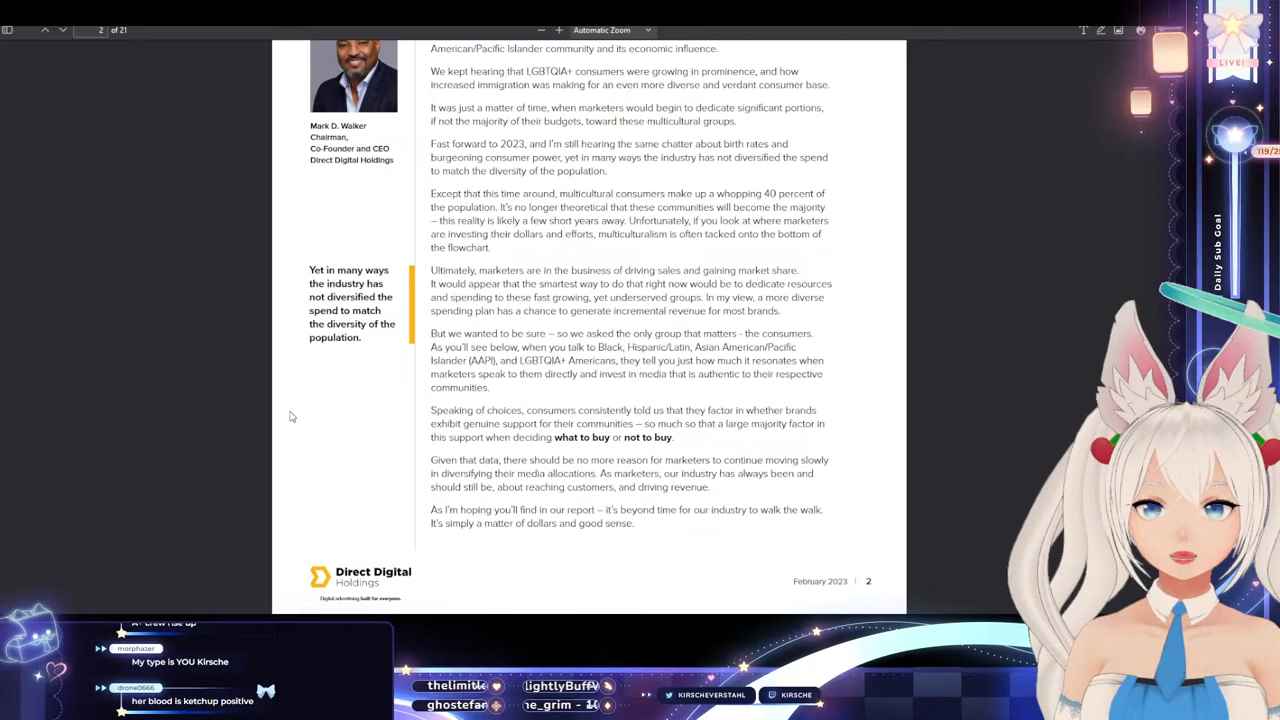 2 of 21
Automatic Zoom
LIVE!
American/Pacific Islander community and its economic influence.
We kept hearing that LGBTQIA+ consumers were growing in prominence, and how
increased immigration was making for an even more diverse and verdant consumer base.
It was just a matter of time, when marketers would begin to dedicate significant portions,
if not the majority of their budgets, toward these multicultural groups.
Mark D. Walker
Chairman,
Co-Founder and CEO
Direct Digital Holdings
Fast forward to 2023, and I'm still hearing the same chatter about birth rates and
burgeoning consumer power, yet in many ways the industry has not diversified the spend
to match the diversity of the population.
Except that this time around, multicultural consumers make up a whopping 40 percent of
the population. It's no longer theoretical that these communities will become the majority
– this reality is likely a few short years away. Unfortunately, if you look at where marketers
are investing their dollars and efforts, multiculturalism is often tacked onto the bottom of
the flowchart.
Yet in many ways
the industry has
not diversified the
spend to match
the diversity of the
population.
Ultimately, marketers are in the business of driving sales and gaining market share.
It would appear that the smartest way to do that right now would be to dedicate resources
and spending to these fast growing, yet underserved groups. In my view, a more diverse
spending plan has a chance to generate incremental revenue for most brands.
But we wanted to be sure – so we asked the only group that matters - the consumers.
As you'll see below, when you talk to Black, Hispanic/Latin, Asian American/Pacific
Islander (AAPI), and LGBTQIA+ Americans, they tell you just how much it resonates when
marketers speak to them directly and invest in media that is authentic to their respective
communities.
Speaking of choices, consumers consistently told us that they factor in whether brands
exhibit genuine support for their communities – so much so that a large majority factor in
this support when deciding what to buy or not to buy.
Given that data, there should be no more reason for marketers to continue moving slowly
in diversifying their media allocations. As marketers, our industry has always been and
should still be, about reaching customers, and driving revenue.
As I'm hoping you'll find in our report – it's beyond time for our industry to walk the walk.
It's simply a matter of dollars and good sense.
Direct Digital
Holdings
Digital advertising built for everyone.
February 2023 | 2
119/2
Daily Sub Goal
A+ crew rise up
morphazer
My type is YOU Kirsche
drone0666
her blood is ketchup positive
thelimitl
lightlyBuff
ghostefar
ne_grim - 1
KIRSCHEVERSTAHL
KIRSCHE